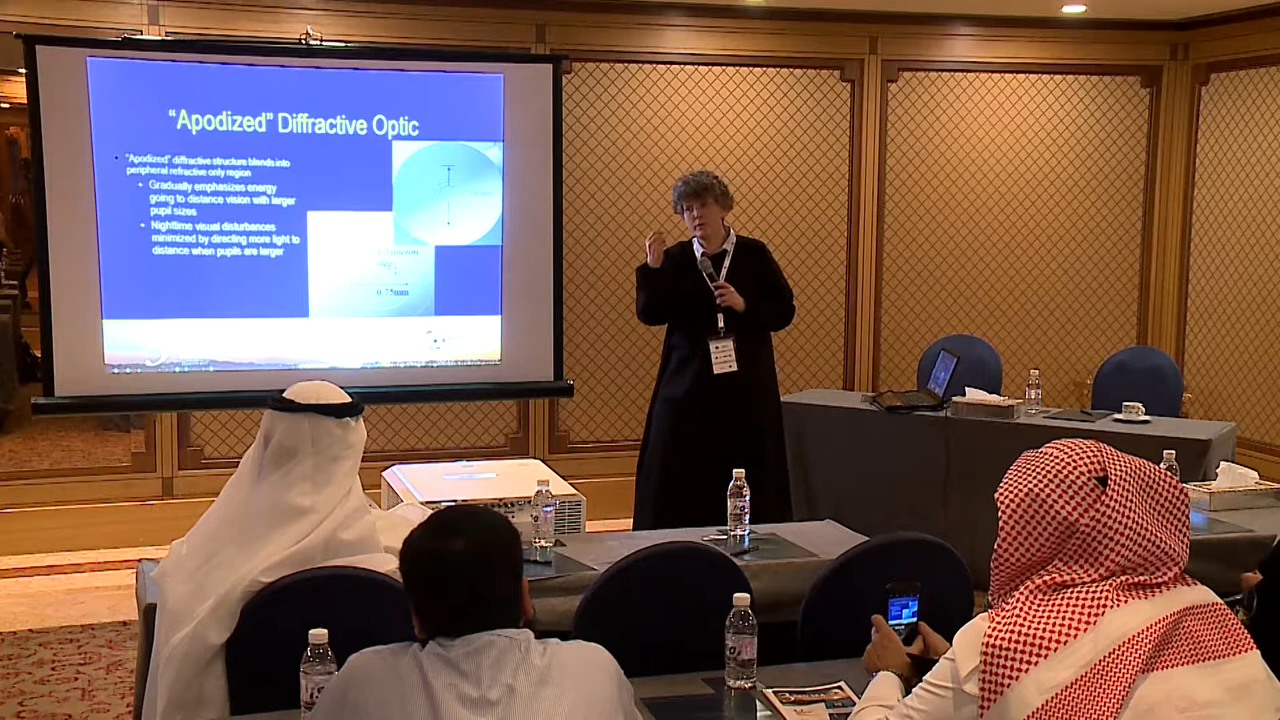 “Apodized” Diffractive Optic
• “Apodized” diffractive structure blends into
peripheral refractive only region
• Gradually emphasizes energy
going to distance vision with larger
pupil sizes
• Nighttime visual disturbances
minimized by directing more light to
distance when pupils are larger
0.75mm